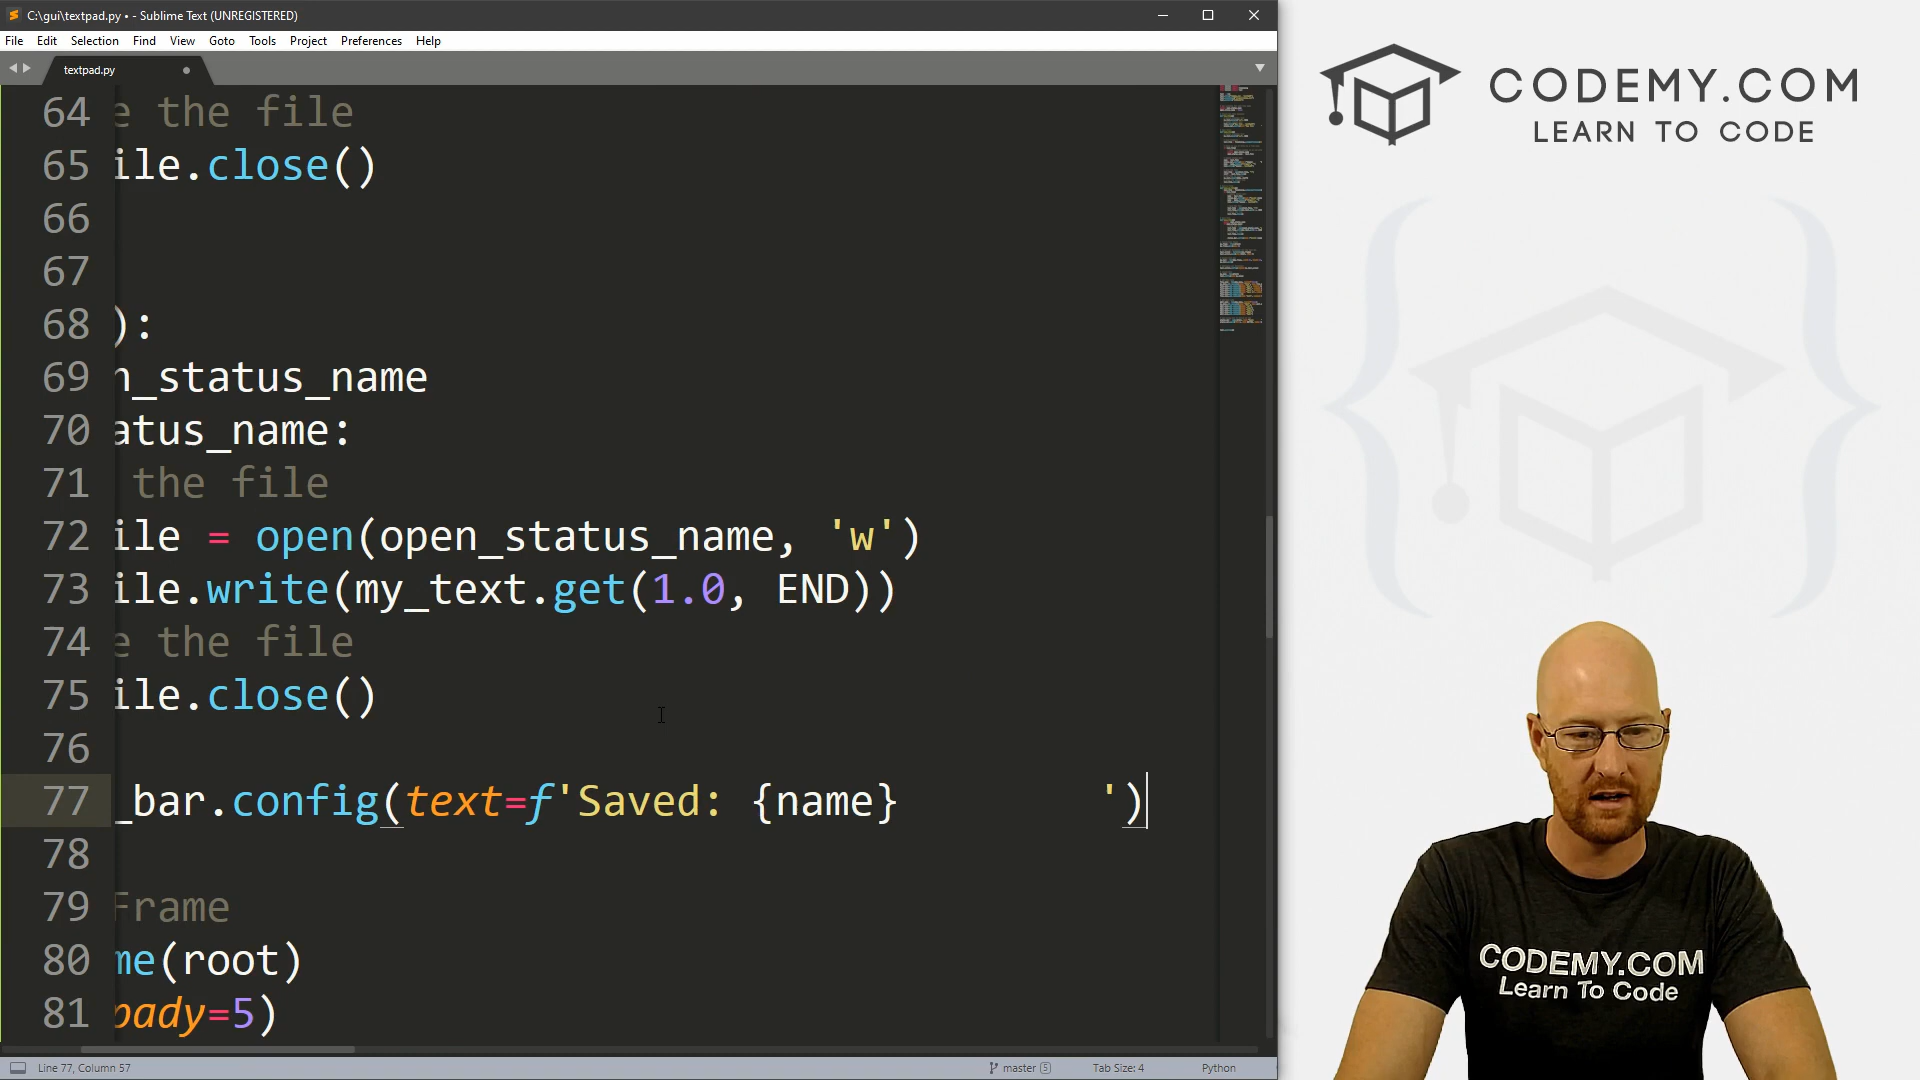 C:\gui\textpad.py • - Sublime Text (UNREGISTERED)
File Edit Selection Find View Goto Tools Project Preferences Help
textpad.py
64 e the file
65 ile.close()
66
67
68 ):
69 n_status_name
70 atus_name:
71 the file
72 ile = open(open_status_name, 'w')
73 ile.write(my_text.get(1.0, END))
74 e the file
75 ile.close()
76
77 _bar.config(text=f'Saved: {name}        ')
78
79 Frame
80 me(root)
81 pady=5)
Line 77, Column 57 master 5 Tab Size: 4 Python
CODEMY.COM
LEARN TO CODE
CODEMY.COM
Learn To Code